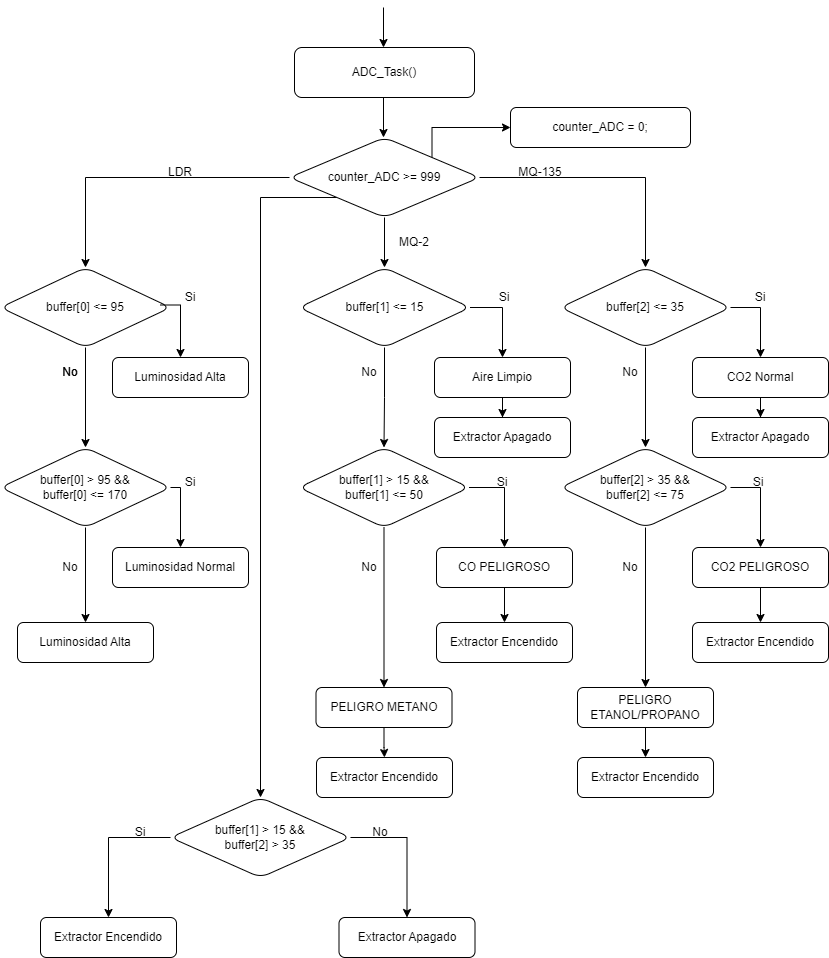 ADC_Task()
counter_ADC = 0;
counter_ADC >= 999
LDR
MQ-135
MQ-2
buffer[0] <= 95
Si
buffer[1] <= 15
Si
buffer[2] <= 35
Si
No
Luminosidad Alta
No
Aire Limpio
No
CO2 Normal
Extractor Apagado
Extractor Apagado
buffer[0] > 95 &&
buffer[0] <= 170
Si
buffer[1] > 15 &&
buffer[1] <= 50
Si
buffer[2] > 35 &&
buffer[2] <= 75
Si
No
Luminosidad Normal
No
CO PELIGROSO
No
CO2 PELIGROSO
Luminosidad Alta
Extractor Encendido
Extractor Encendido
PELIGRO METANO
PELIGRO
ETANOL/PROPANO
Extractor Encendido
Extractor Encendido
Si
buffer[1] > 15 &&
buffer[2] > 35
No
Extractor Encendido
Extractor Apagado